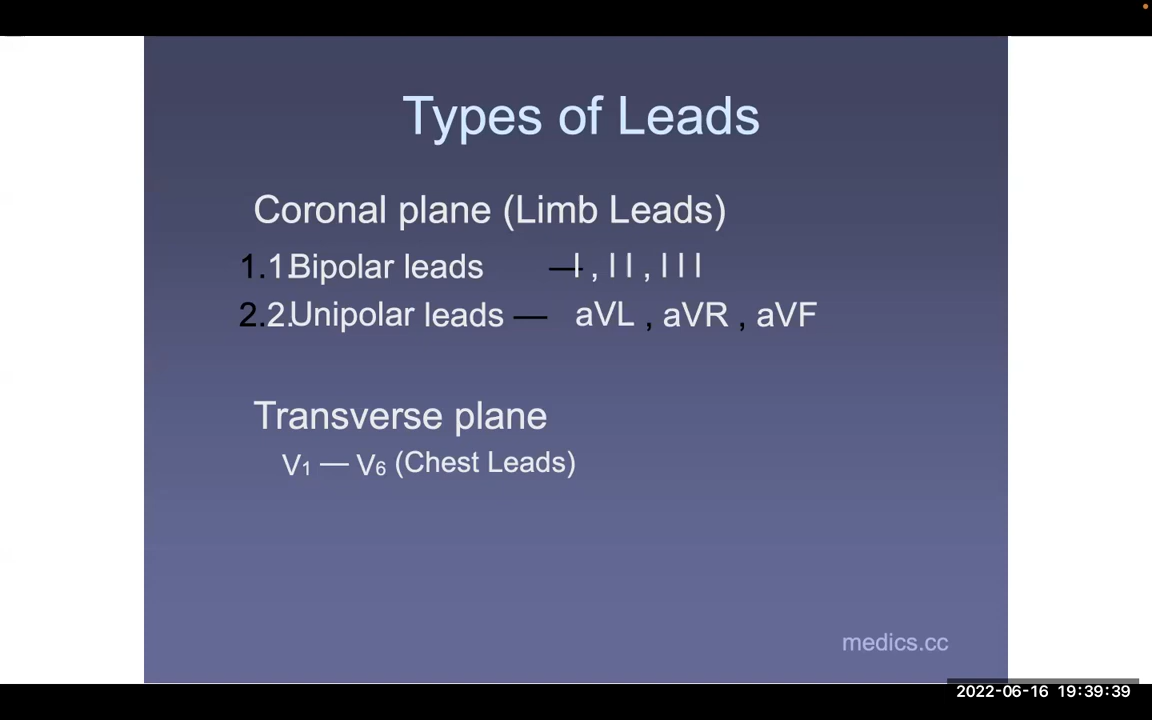 Types of Leads
Coronal plane (Limb Leads)
1.1.Bipolar leads — I , I I , I I I
2.2.Unipolar leads — aVL , aVR , aVF
Transverse plane
V₁ — V₆ (Chest Leads)
medics.cc
2022-06-16 19:39:39